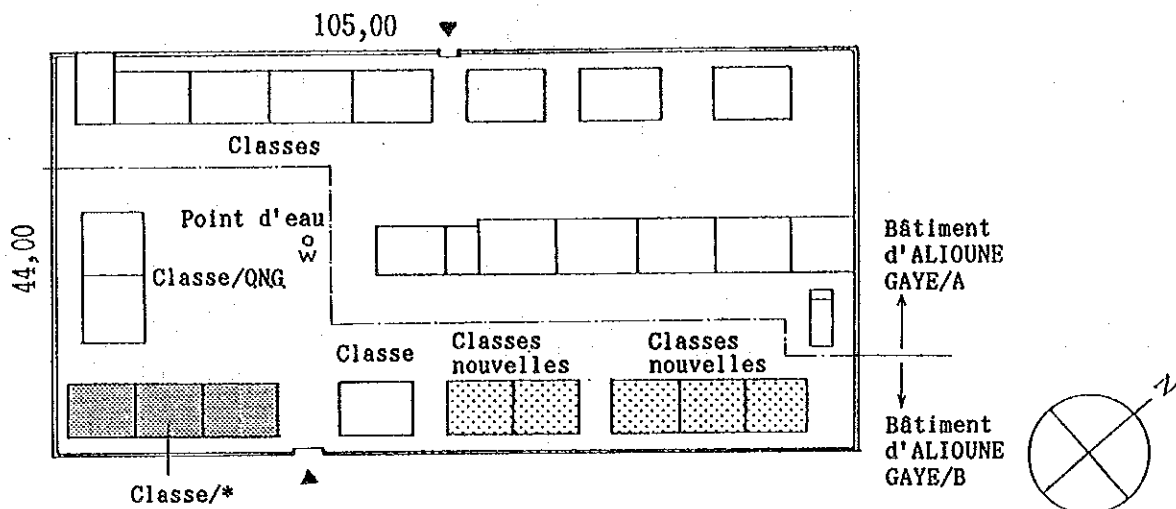 105,00
Classes
Point d'eau
o
W
44,00
Classe/QNG
Bâtiment
d'ALIOUNE
GAYE/A
Classe
Classes
nouvelles
Classes
nouvelles
Bâtiment
d'ALIOUNE
GAYE/B
Classe/*
N